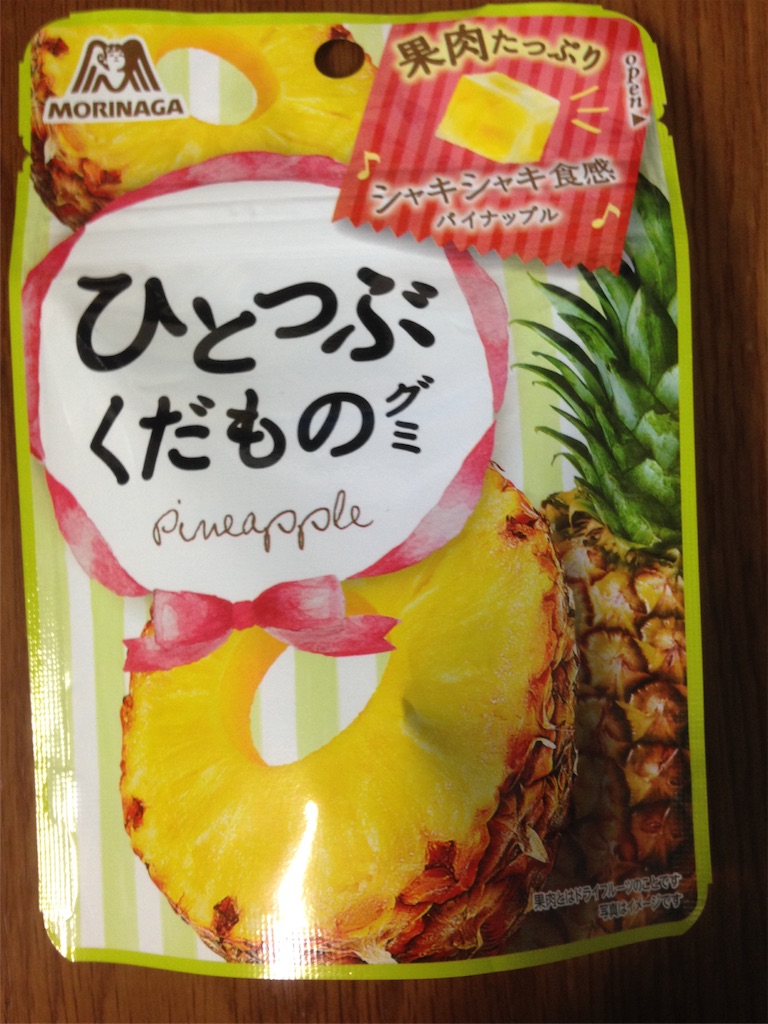 MORINAGA
果肉たっぷり
open
シャキシャキ食感
パイナップル
ひとつぶ
くだもの
グミ
pineapple
果肉とはドライフルーツのことです
写真はイメージです